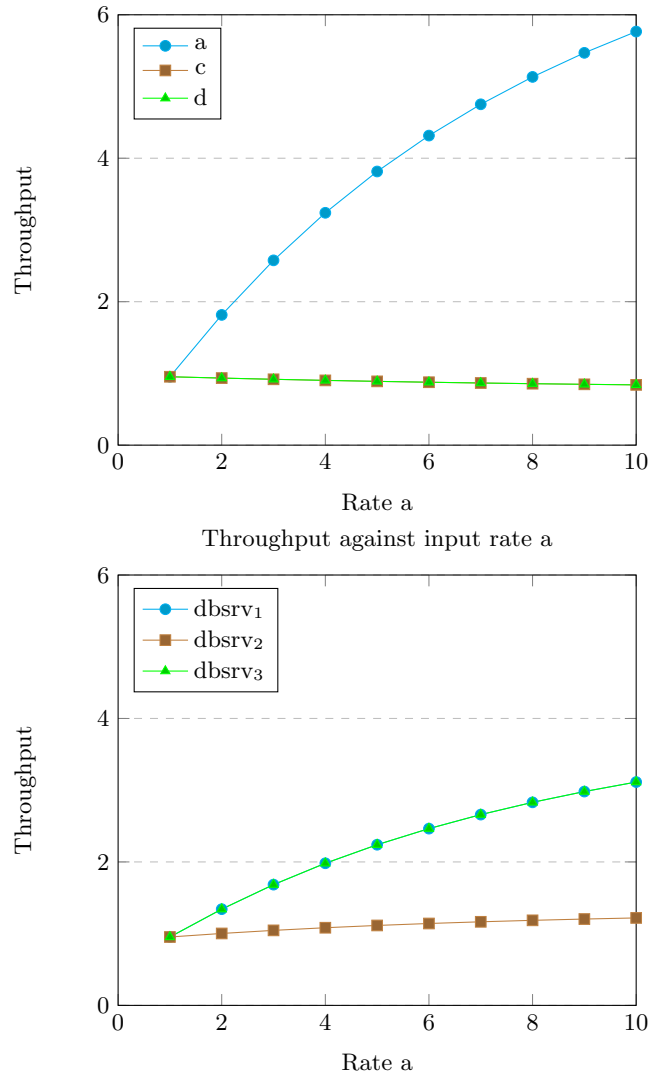 6
a
c
d
4
Throughput
2
0
0 2 4 6 8 10
Rate a
Throughput against input rate a
6
dbsrv₁
dbsrv₂
dbsrv₃
4
Throughput
2
0
0 2 4 6 8 10
Rate a